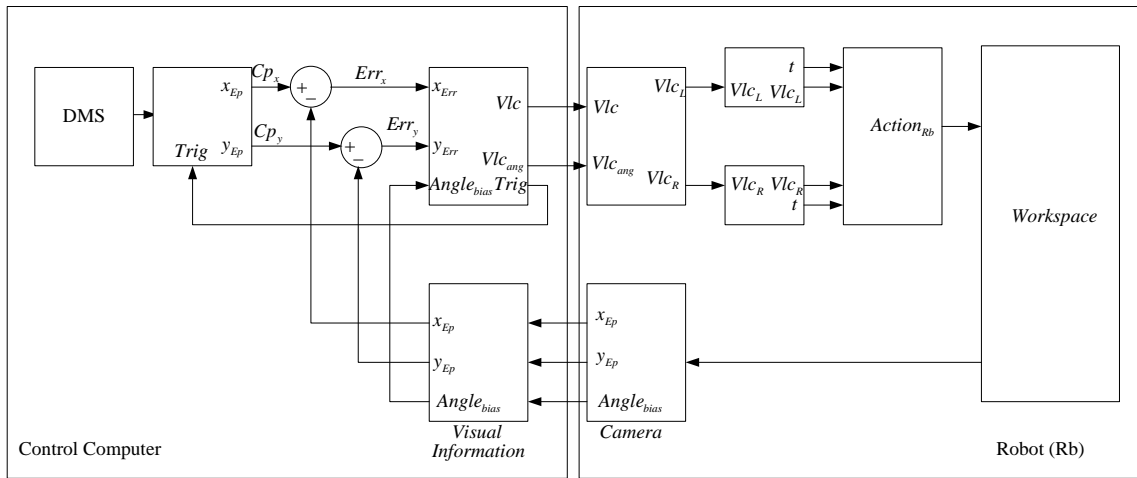 DMS
x_Ep
y_Ep
Trig
Cp_x
Cp_y
+
−
+
−
Err_x
Err_y
x_Err
y_Err
Angle_bias Trig
Vlc
Vlc_ang
Vlc
Vlc_ang
Vlc_L
Vlc_R
t
Vlc_L Vlc_L
Vlc_R Vlc_R
t
Action_Rb
Workspace
x_Ep
y_Ep
Angle_bias
Visual
Information
x_Ep
y_Ep
Angle_bias
Camera
Control Computer
Robot (Rb)